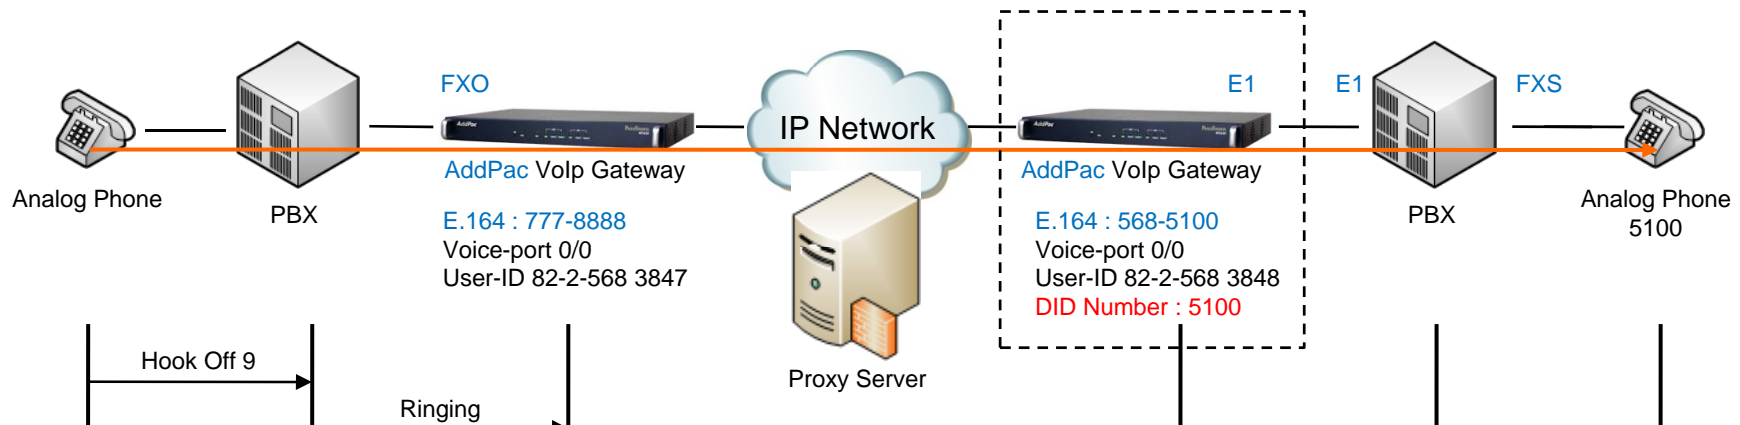 FXO
E1
E1
FXS
AddPac
AddPac
IP Network
AddPac VoIp Gateway
AddPac VoIp Gateway
Analog Phone
PBX
E.164 : 777-8888
Voice-port 0/0
User-ID 82-2-568 3847
E.164 : 568-5100
Voice-port 0/0
User-ID 82-2-568 3848
DID Number : 5100
PBX
Analog Phone
5100
Proxy Server
Hook Off 9
Ringing